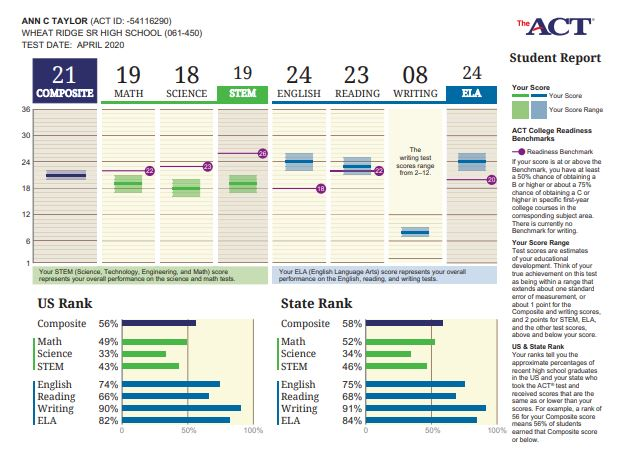 ANN C TAYLOR (ACT ID: -54116290)
WHEAT RIDGE SR HIGH SCHOOL (061-450)
TEST DATE: APRIL 2020
The ACT
Student Report
21 19 18 19 24 23 08 24
COMPOSITE MATH SCIENCE STEM ENGLISH READING WRITING ELA
36
30
24
18
12
6
1
22
23
26
18
22
20
The
writing test
scores range
from 2–12.
Your STEM (Science, Technology, Engineering, and Math) score
represents your overall performance on the science and math tests.
Your ELA (English Language Arts) score represents your overall
performance on the English, reading, and writing tests.
Your Score
Your Score
Your Score Range
ACT College Readiness
Benchmarks
Readiness Benchmark
If your score is at or above the
Benchmark, you have at least
a 50% chance of obtaining a
B or higher or about a 75%
chance of obtaining a C or
higher in specific first-year
college courses in the
corresponding subject area.
There is currently no
Benchmark for writing.
Your Score Range
Test scores are estimates
of your educational
development. Think of your
true achievement on this test
as being within a range that
extends about one standard
error of measurement, or
about 1 point for the
Composite and writing scores,
and 2 points for STEM, ELA,
and the other test scores,
above and below your score.
US & State Rank
Your ranks tell you the
approximate percentages of
recent high school graduates
in the US and your state who
took the ACT® test and
received scores that are the
same as or lower than your
scores. For example, a rank of
56 for your Composite score
means 56% of students
earned that Composite score
or below.
US Rank
Composite 56%
Math 49%
Science 33%
STEM 43%
English 74%
Reading 66%
Writing 90%
ELA 82%
0 50% 100%
State Rank
Composite 58%
Math 52%
Science 34%
STEM 46%
English 75%
Reading 68%
Writing 91%
ELA 84%
0 50% 100%